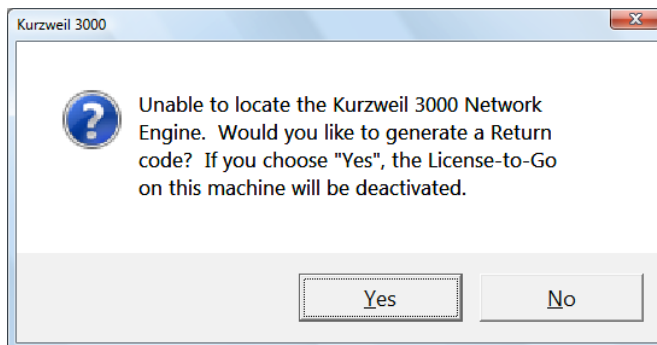 Kurzweil 3000
Unable to locate the Kurzweil 3000 Network
Engine.  Would you like to generate a Return
code?  If you choose "Yes", the License-to-Go
on this machine will be deactivated.
Yes
No